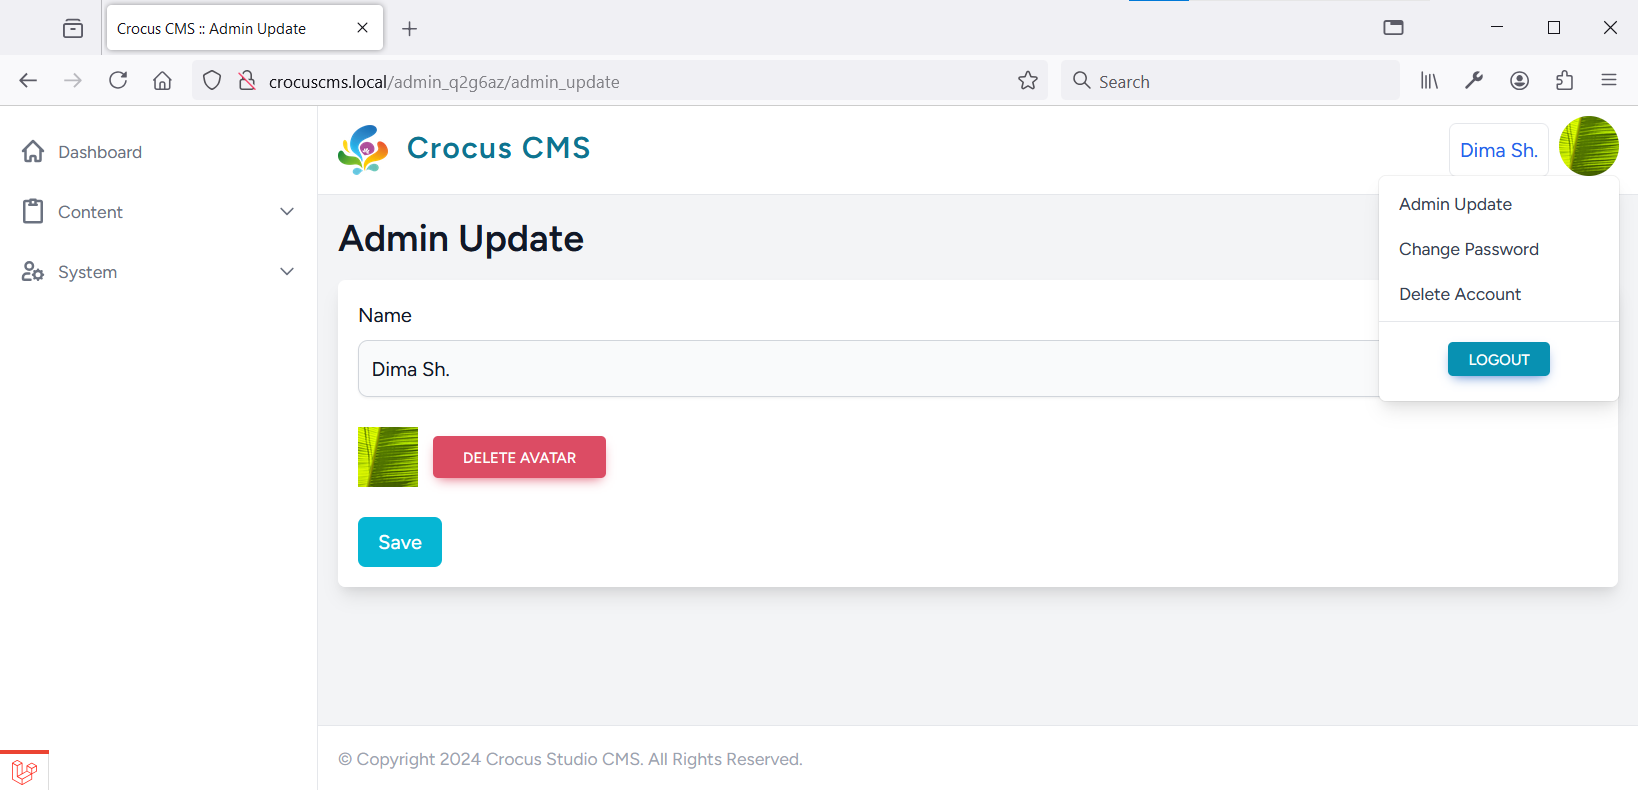 Crocus CMS :: Admin Update
crocuscms.local/admin_q2g6az/admin_update
Search
Dashboard
Content
System
Crocus CMS
Dima Sh.
Admin Update
Change Password
Delete Account
LOGOUT
Admin Update
Name
Dima Sh.
DELETE AVATAR
Save
© Copyright 2024 Crocus Studio CMS. All Rights Reserved.